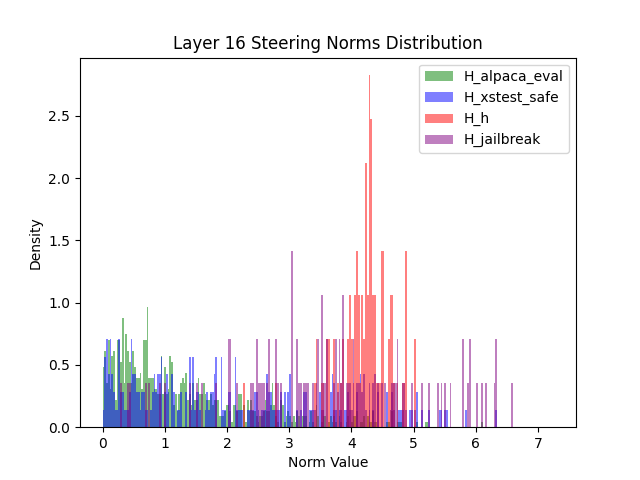 Layer 16 Steering Norms Distribution
H_alpaca_eval
H_xstest_safe
H_h
H_jailbreak
Density
2.5
2.0
1.5
1.0
0.5
0.0
0 1 2 3 4 5 6 7
Norm Value